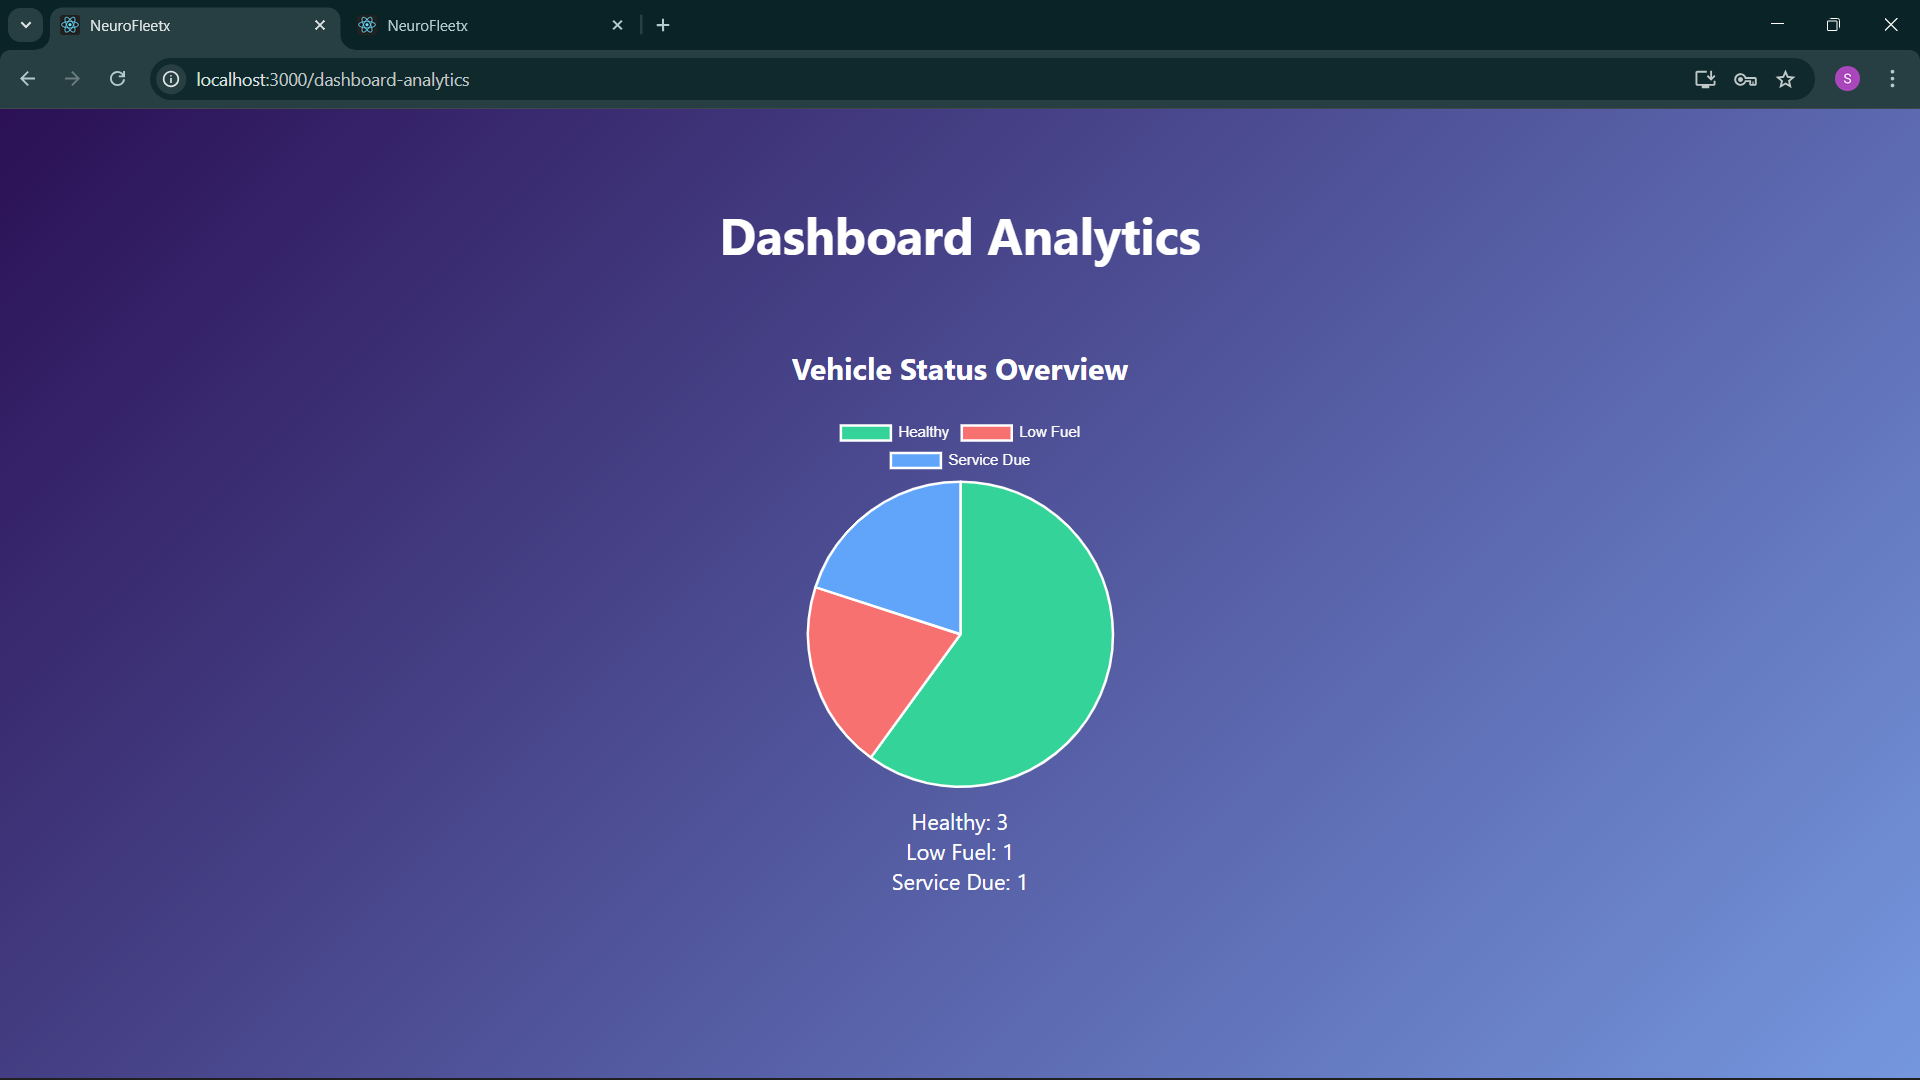 NeuroFleetx
NeuroFleetx
localhost:3000/dashboard-analytics
S
Dashboard Analytics
Vehicle Status Overview
Healthy Low Fuel
Service Due
Healthy: 3
Low Fuel: 1
Service Due: 1